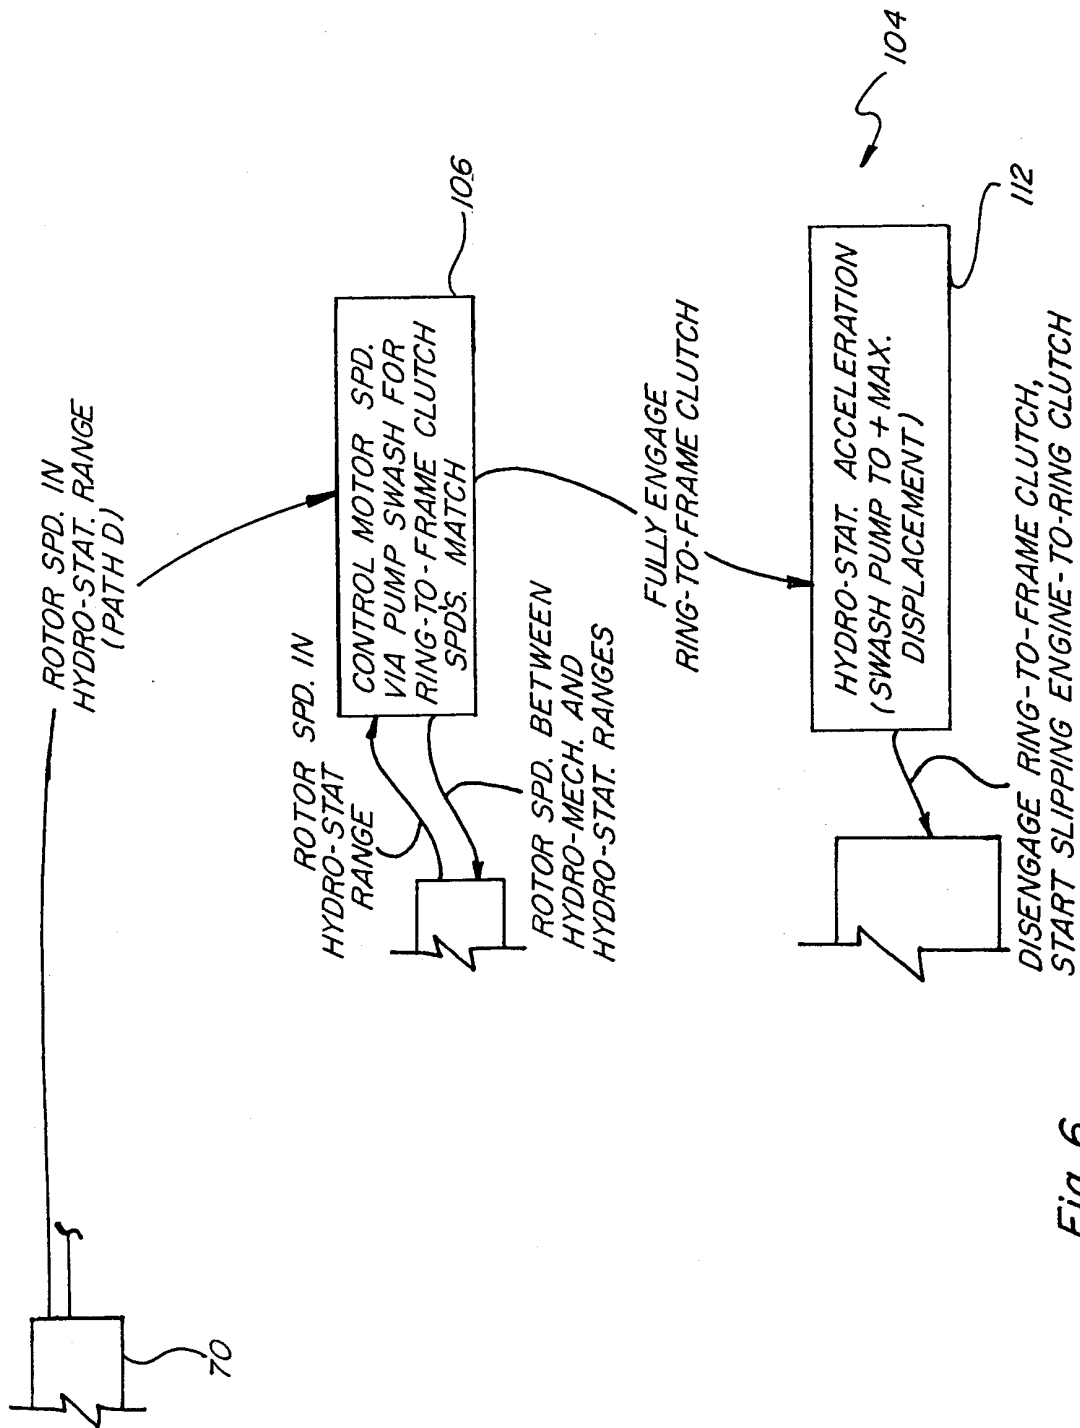 ROTOR SPD. IN
HYDRO-STAT. RANGE
(PATH D)
70
ROTOR SPD. IN
HYDRO-STAT
RANGE
CONTROL MOTOR SPD.
VIA PUMP SWASH FOR
RING-TO-FRAME CLUTCH
SPD'S. MATCH
106
ROTOR SPD. BETWEEN
HYDRO-MECH. AND
HYDRO-STAT. RANGES
FULLY ENGAGE
RING-TO-FRAME CLUTCH
104
HYDRO-STAT. ACCELERATION
(SWASH PUMP TO + MAX.
DISPLACEMENT)
112
DISENGAGE RING-TO-FRAME CLUTCH,
START SLIPPING ENGINE-TO-RING CLUTCH
Fig. 6